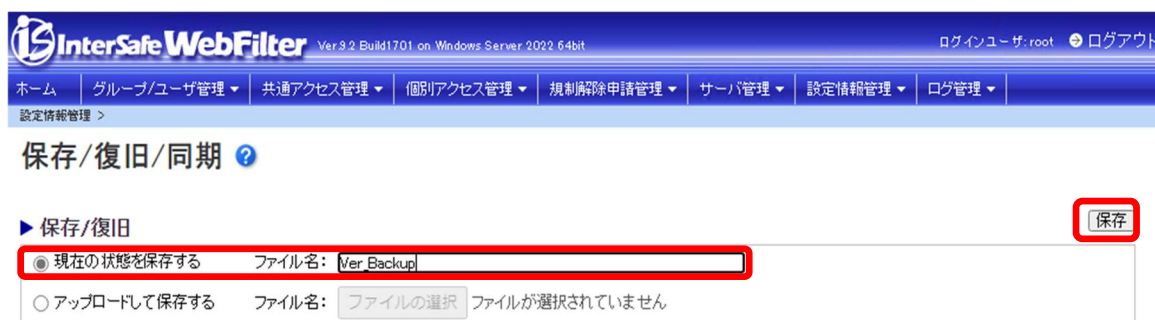 InterSafe WebFilter Ver.9.2 Build1701 on Windows Server 2022 64bit ログインユーザ:root ログアウト
ホーム グループ/ユーザ管理▼ 共通アクセス管理▼ 個別アクセス管理▼ 規制解除申請管理▼ サーバ管理▼ 設定情報管理▼ ログ管理▼
設定情報管理 >
保存/復旧/同期 ?
▶保存/復旧 保存
現在の状態を保存する ファイル名: Ver_Backup
アップロードして保存する ファイル名: ファイルの選択 ファイルが選択されていません